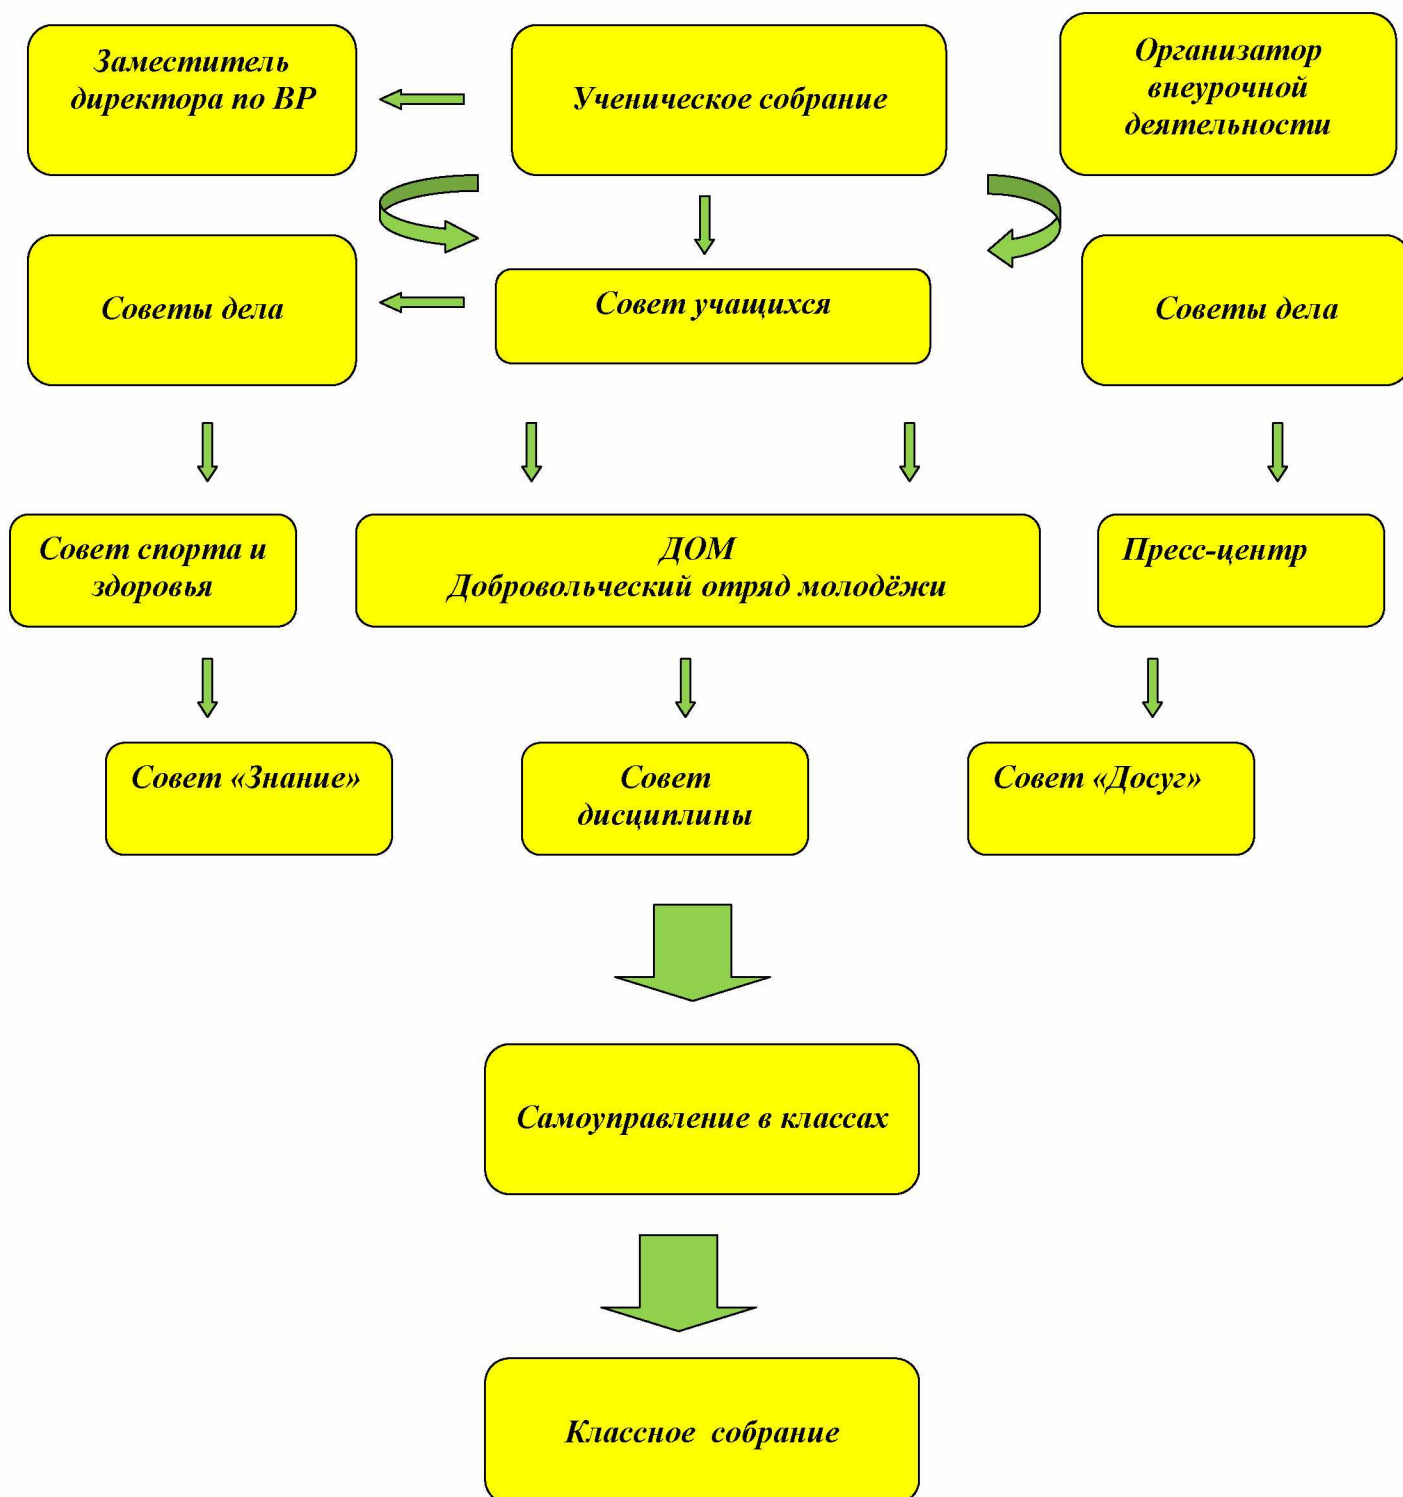 Заместитель
директора по ВР
Ученическое собрание
Организатор
внеурочной
деятельности
Советы дела
Совет учащихся
Советы дела
Совет спорта и
здоровья
ДОМ
Добровольческий отряд молодёжи
Пресс-центр
Совет «Знание»
Совет
дисциплины
Совет «Досуг»
Самоуправление в классах
Классное собрание